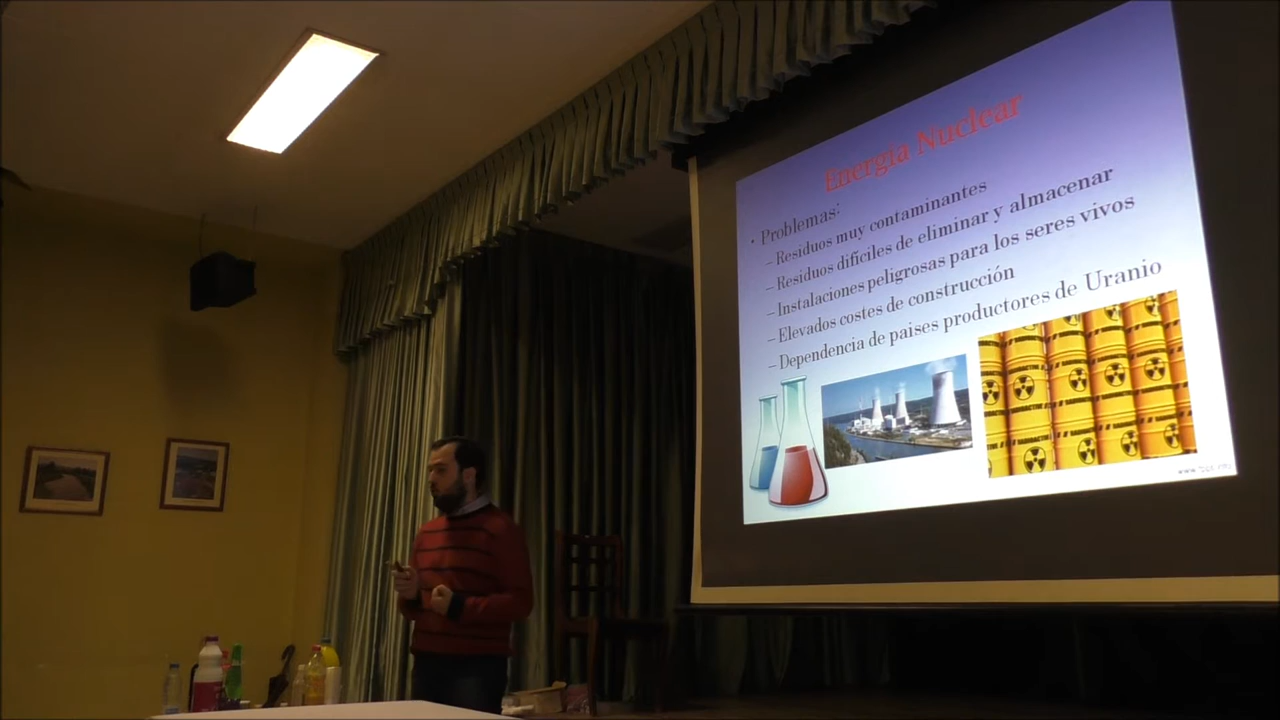 Energía Nuclear
• Problemas:
– Residuos muy contaminantes
– Residuos difíciles de eliminar y almacenar
– Instalaciones peligrosas para los seres vivos
– Elevados costes de construcción
– Dependencia de paises productores de Uranio